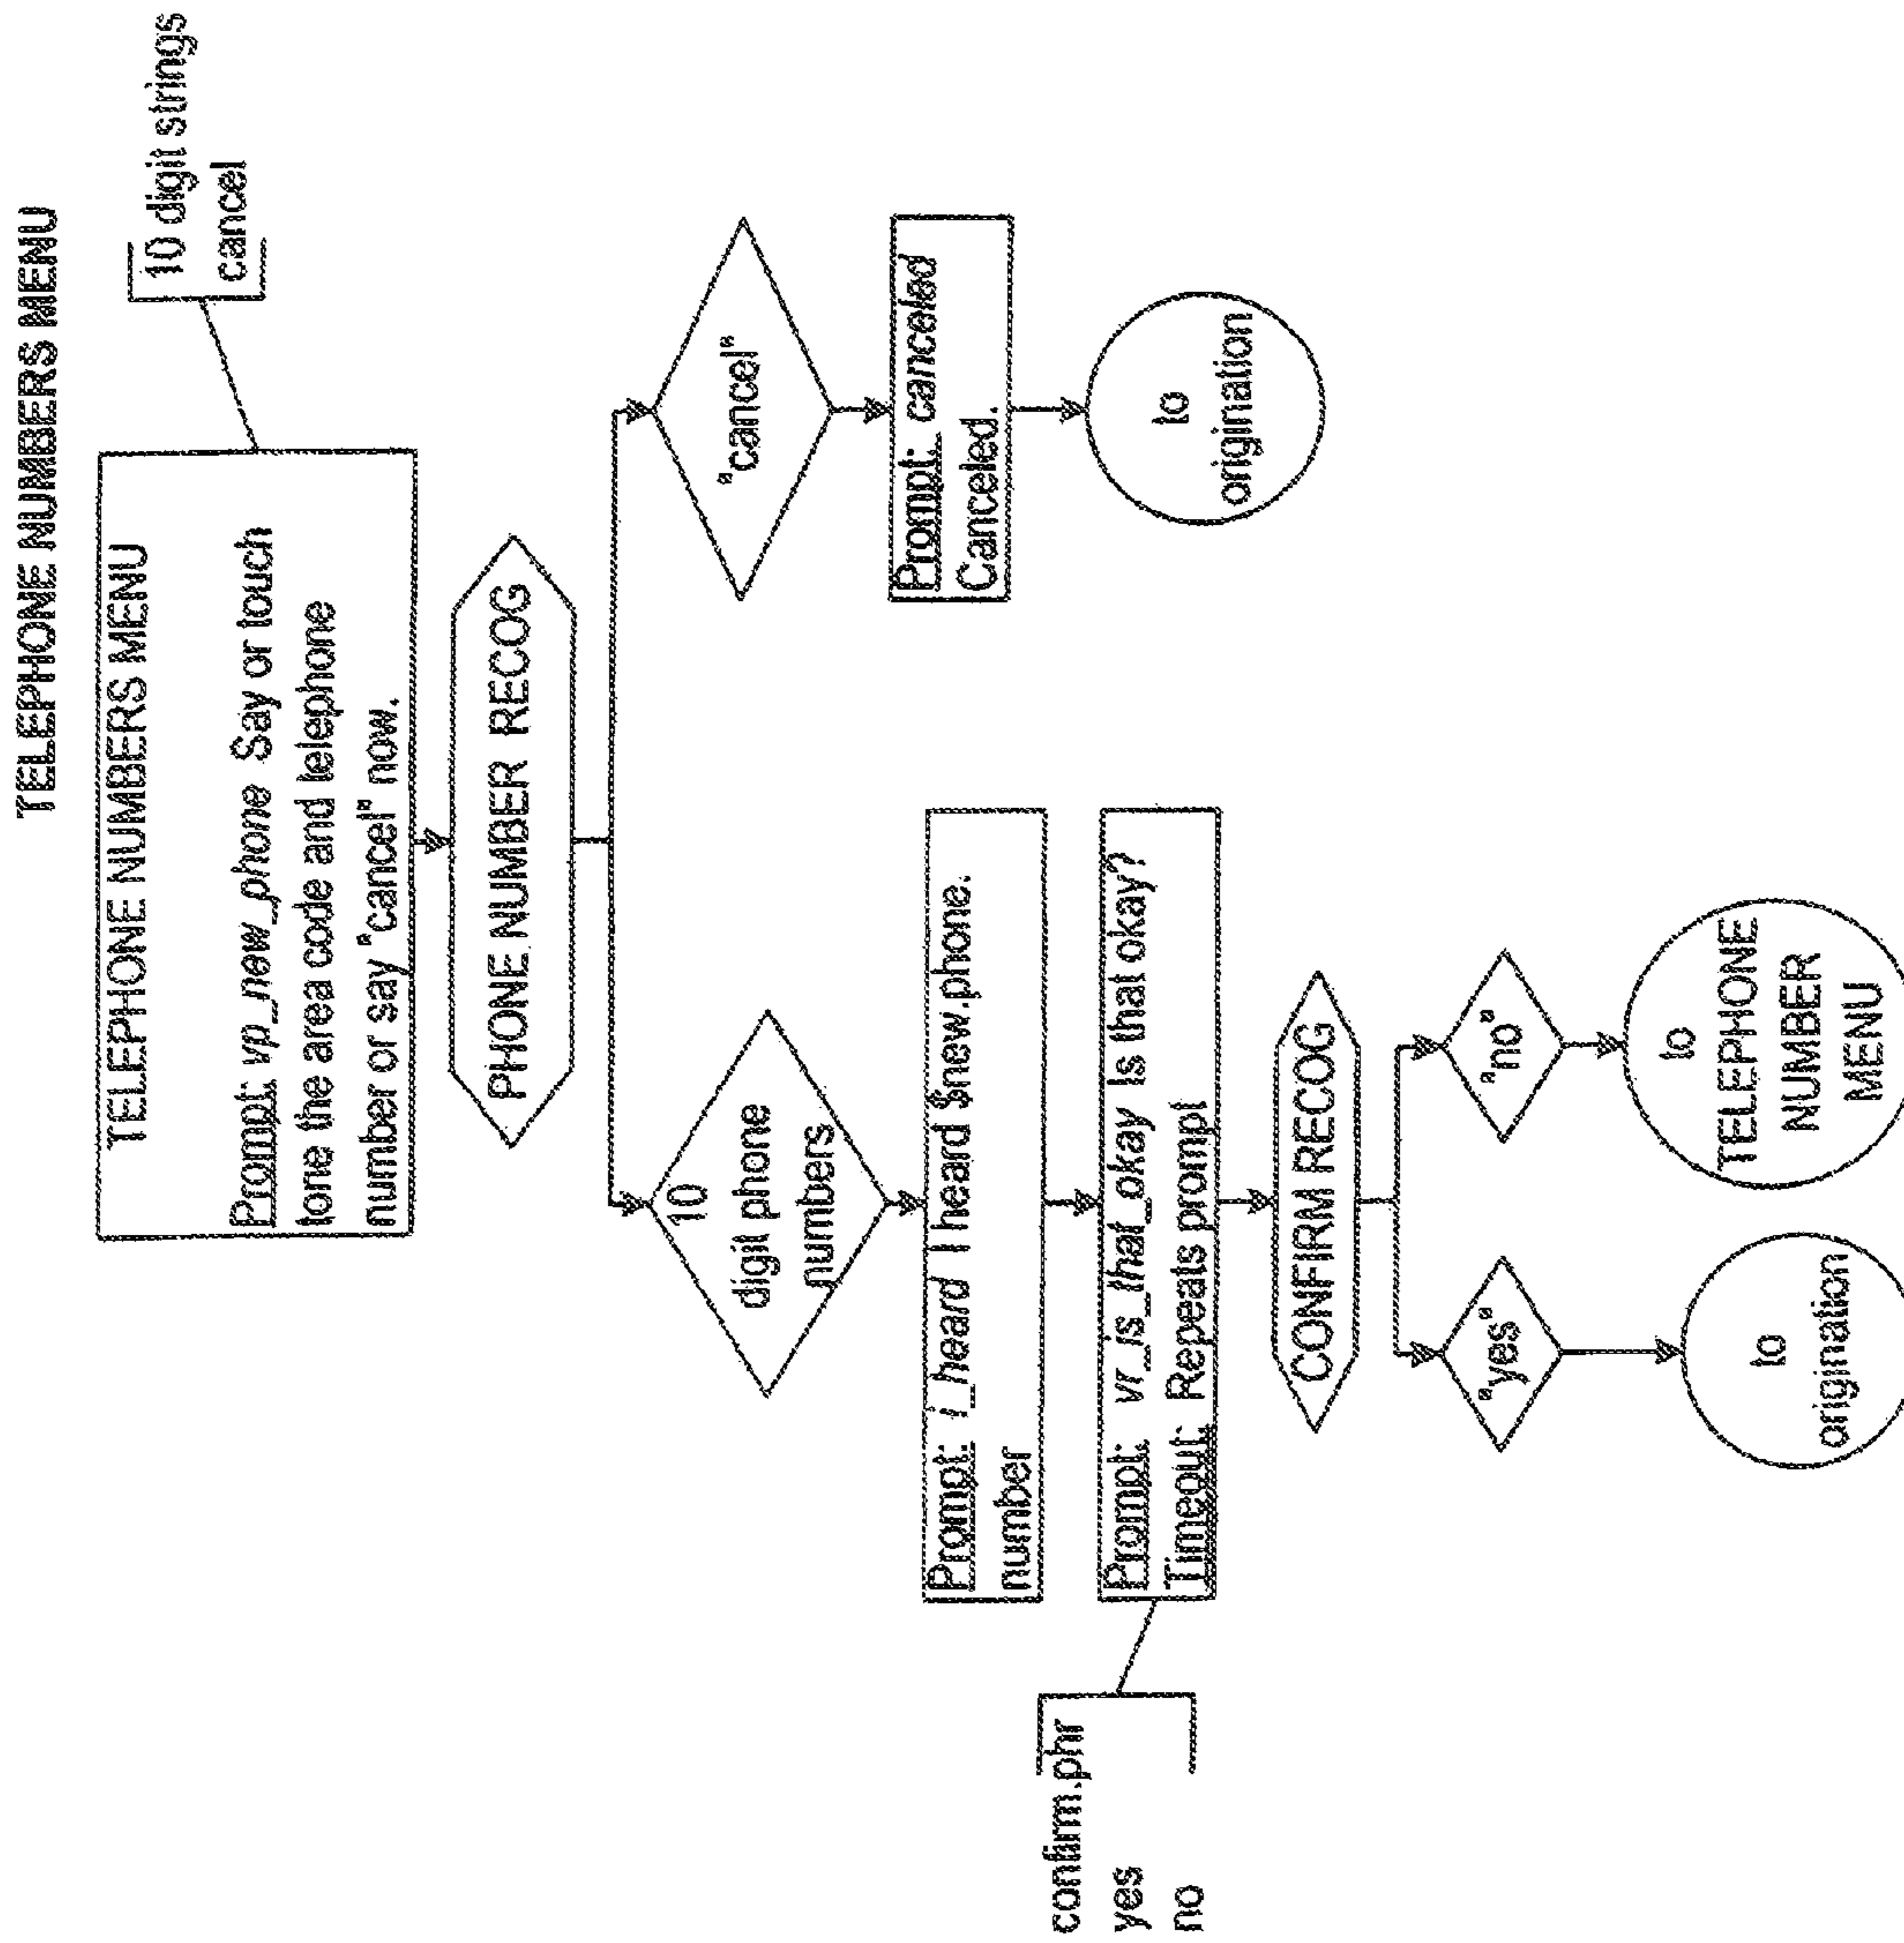 TELEPHONE NUMBERS MENU
10 digit strings
cancel
TELEPHONE NUMBERS MENU
Prompt: vp_new_phone Say or touch
tone the area code and telephone
number or say "cancel" now.
PHONE NUMBER RECOG
10
digit phone
numbers
"cancel"
Prompt: i_heard I heard $new.phone.
number
Prompt: canceled
Canceled.
to
origination
confirm.phr
yes
no
Prompt: vr_is_that_okay Is that okay?
Timeout: Repeats prompt
CONFIRM RECOG
"yes"
"no"
to
origination
to
TELEPHONE
NUMBER
MENU